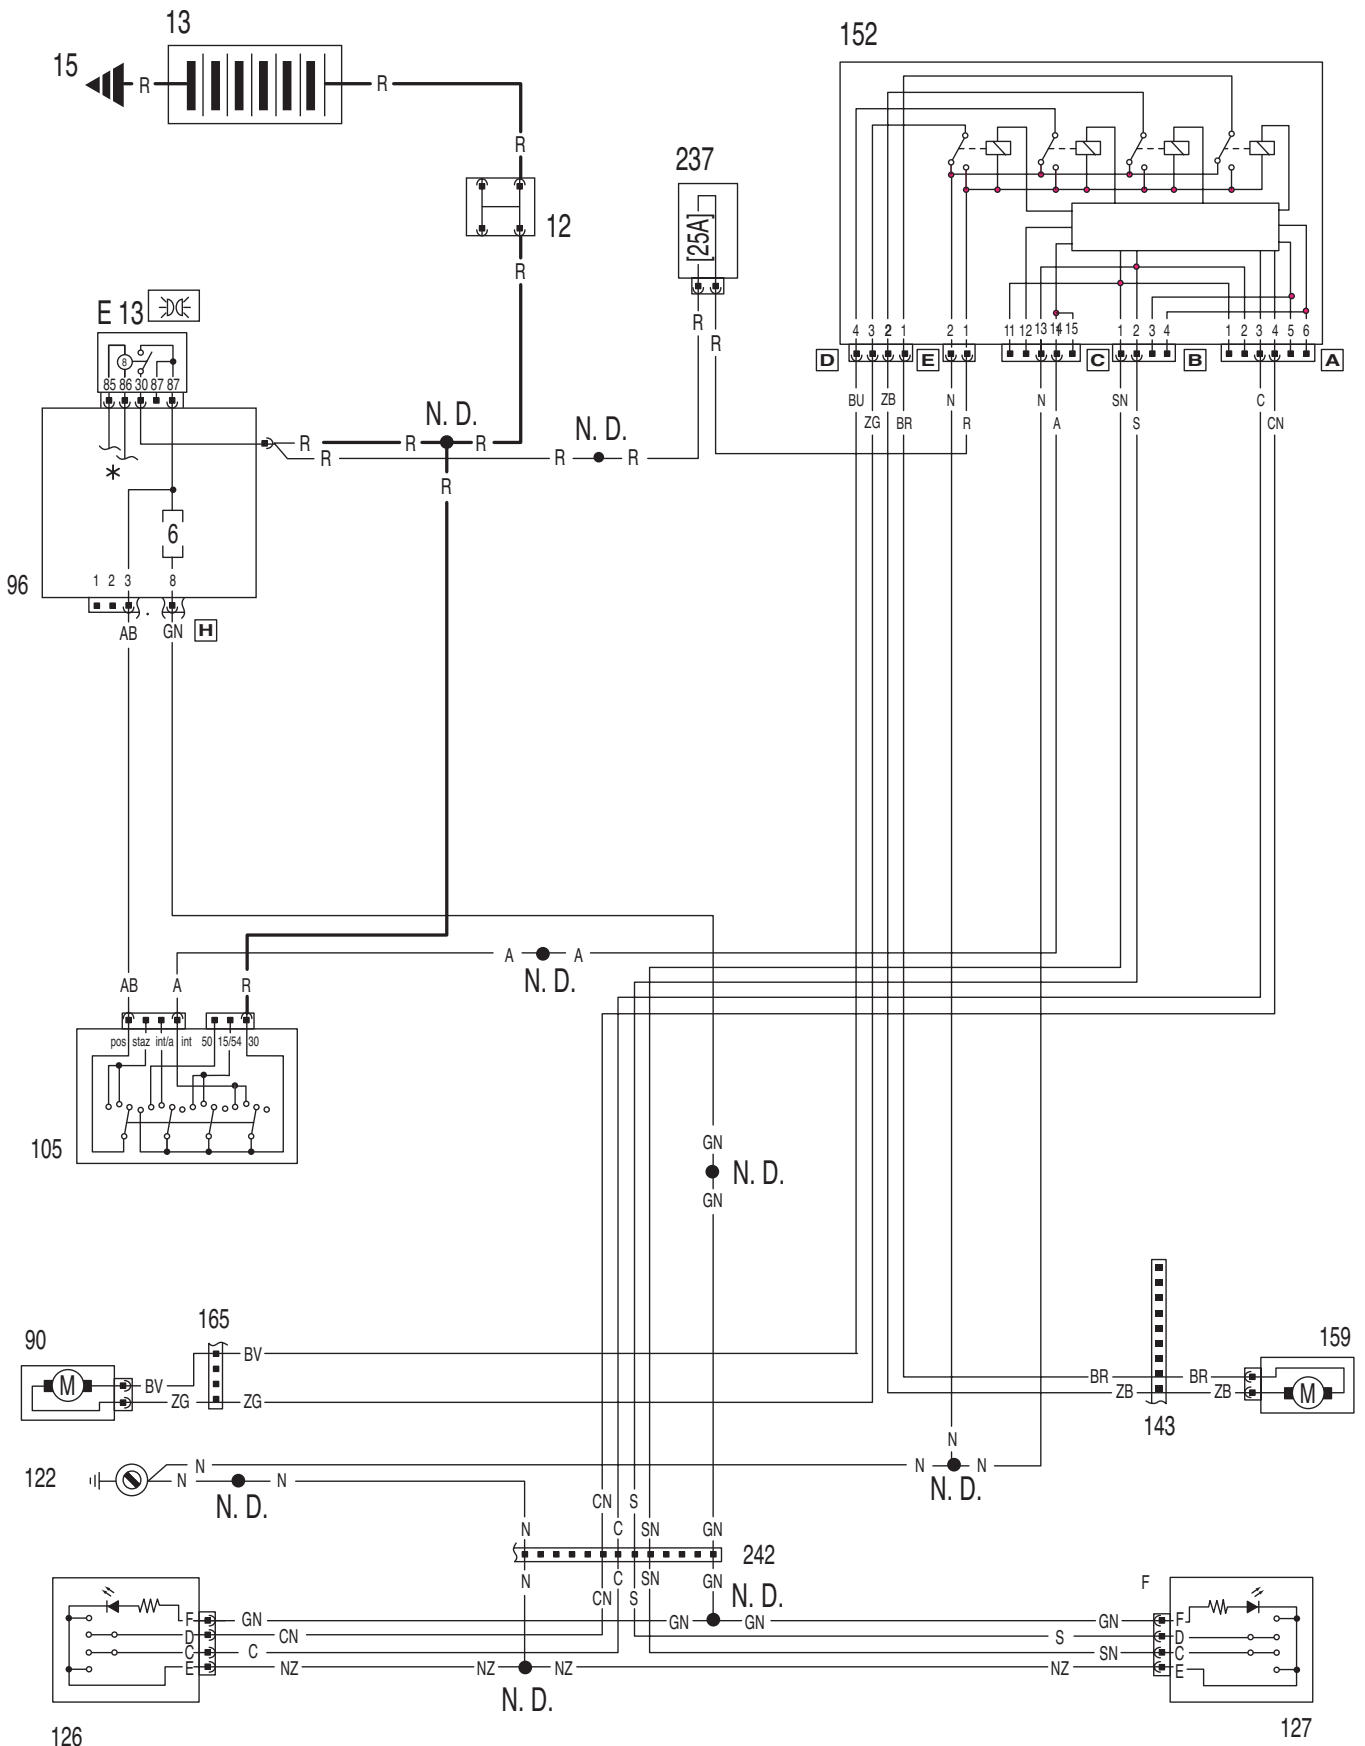 13
152
15
R
R
R
237
12
[25A]
R
E 13
8
85 86 30 87 87
4 3 2 1
2 1
11 12 13 14 15
1 2 3 4
1 2 3 4 5 6
D
E
C
B
A
R
R
BU
ZG
ZB
BR
N
R
N
A
SN
S
C
CN
N. D.
N. D.
R R R
R R R
R
*
6
96
1 2 3 8
AB GN H
A A
N. D.
AB A R
pos staz int/a int 50 15/54 30
105
GN
N. D.
GN
165
90
159
BV
BV
M
ZG
ZG
BR
BR
ZB
ZB
M
143
122
N
N
N
N. D.
N
N
N
N. D.
CN
S
N
C
SN
GN
242
N
C
SN
GN
CN
S
N. D.
F
F
GN
GN
GN
GN
F
D
CN
S
D
C
C
SN
C
E
NZ
NZ
NZ
NZ
E
N. D.
126
127